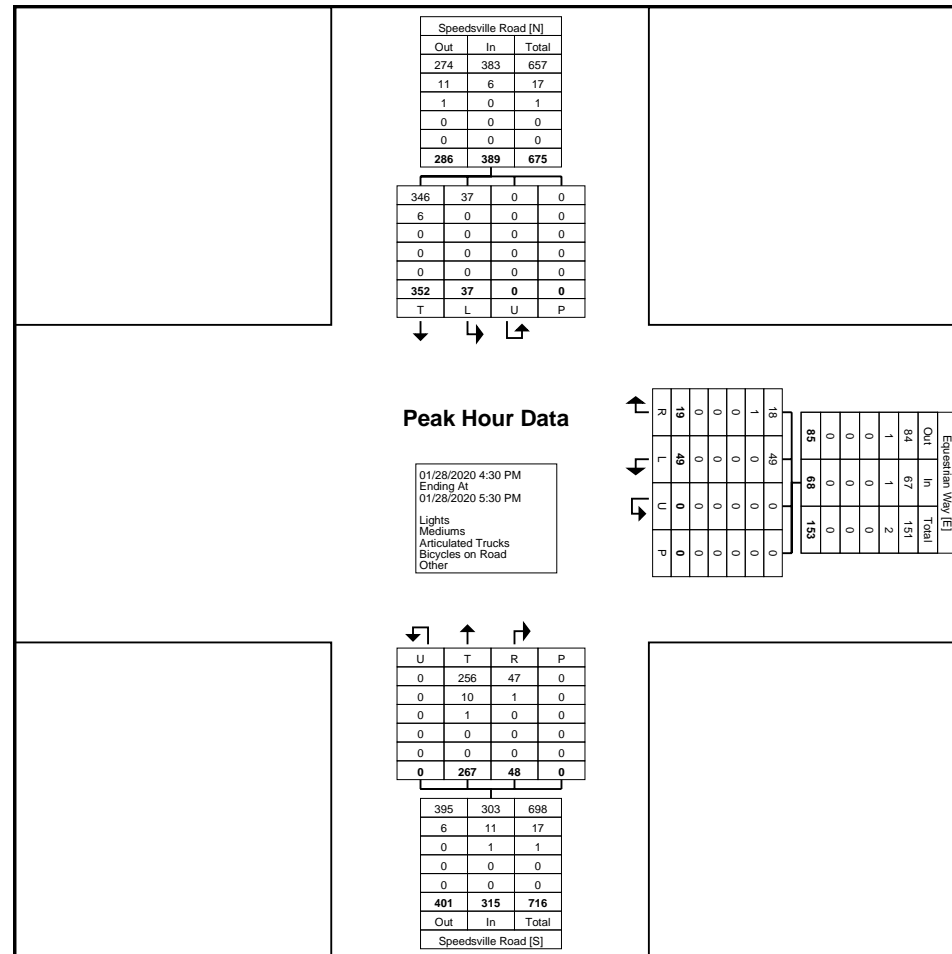 Speedsville Road [N]
Out In Total
274 383 657
11 6 17
1 0 1
0 0 0
0 0 0
286 389 675
346 37 0 0
6 0 0 0
0 0 0 0
0 0 0 0
0 0 0 0
352 37 0 0
T L U P
Peak Hour Data
01/28/2020 4:30 PM
Ending At
01/28/2020 5:30 PM
Lights
Mediums
Articulated Trucks
Bicycles on Road
Other
Equestrian Way [E]
Out In Total
84 67 151
1 1 2
0 0 0
0 0 0
0 0 0
85 68 153
18 49 0 0
1 0 0 0
0 0 0 0
0 0 0 0
0 0 0 0
19 49 0 0
R L U P
U T R P
0 256 47 0
0 10 1 0
0 1 0 0
0 0 0 0
0 0 0 0
0 267 48 0
395 303 698
6 11 17
0 1 1
0 0 0
0 0 0
401 315 716
Out In Total
Speedsville Road [S]